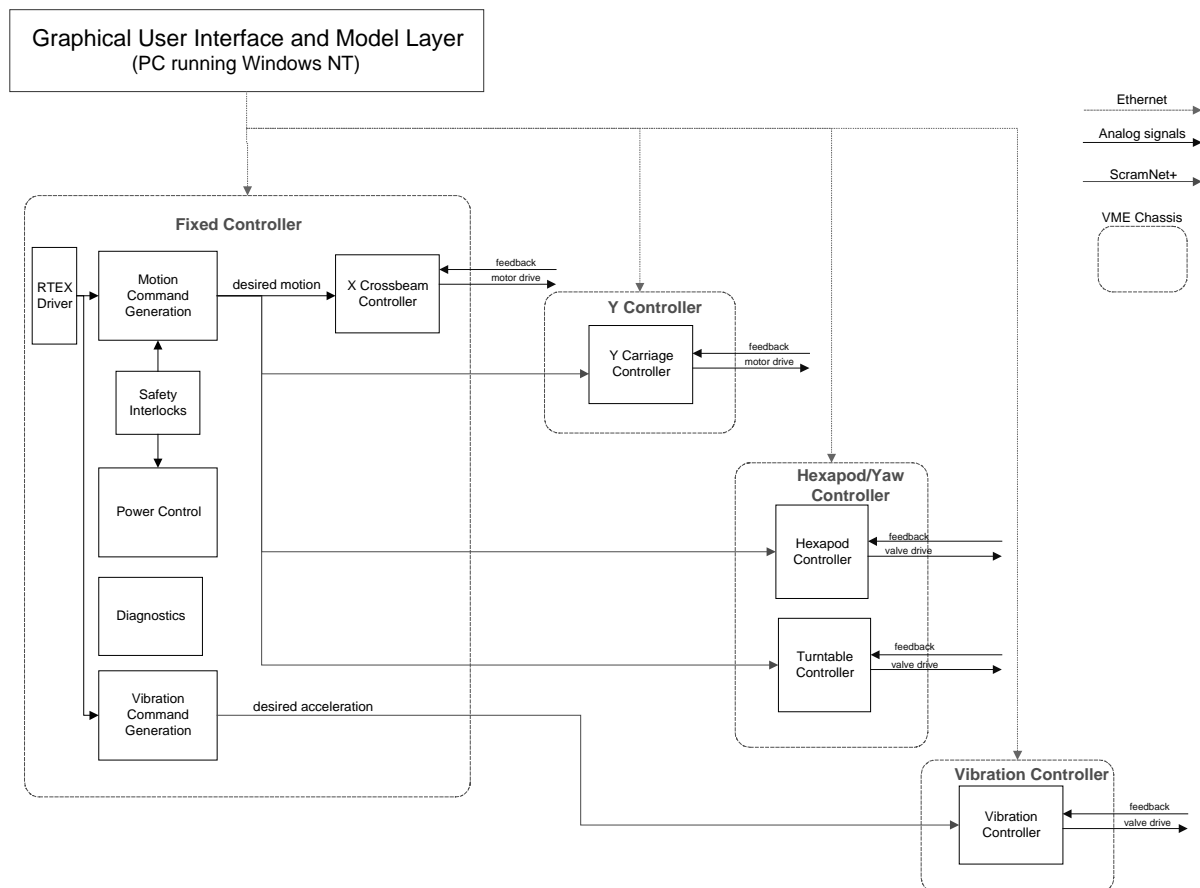 Graphical User Interface and Model Layer
(PC running Windows NT)
Ethernet
Analog signals
ScramNet+
VME Chassis
Fixed Controller
RTEX
Driver
Motion
Command
Generation
desired motion
X Crossbeam
Controller
feedback
motor drive
Y Controller
Y Carriage
Controller
feedback
motor drive
Safety
Interlocks
Power Control
Hexapod/Yaw
Controller
Hexapod
Controller
feedback
valve drive
Diagnostics
Turntable
Controller
feedback
valve drive
Vibration
Command
Generation
desired acceleration
Vibration Controller
Vibration
Controller
feedback
valve drive